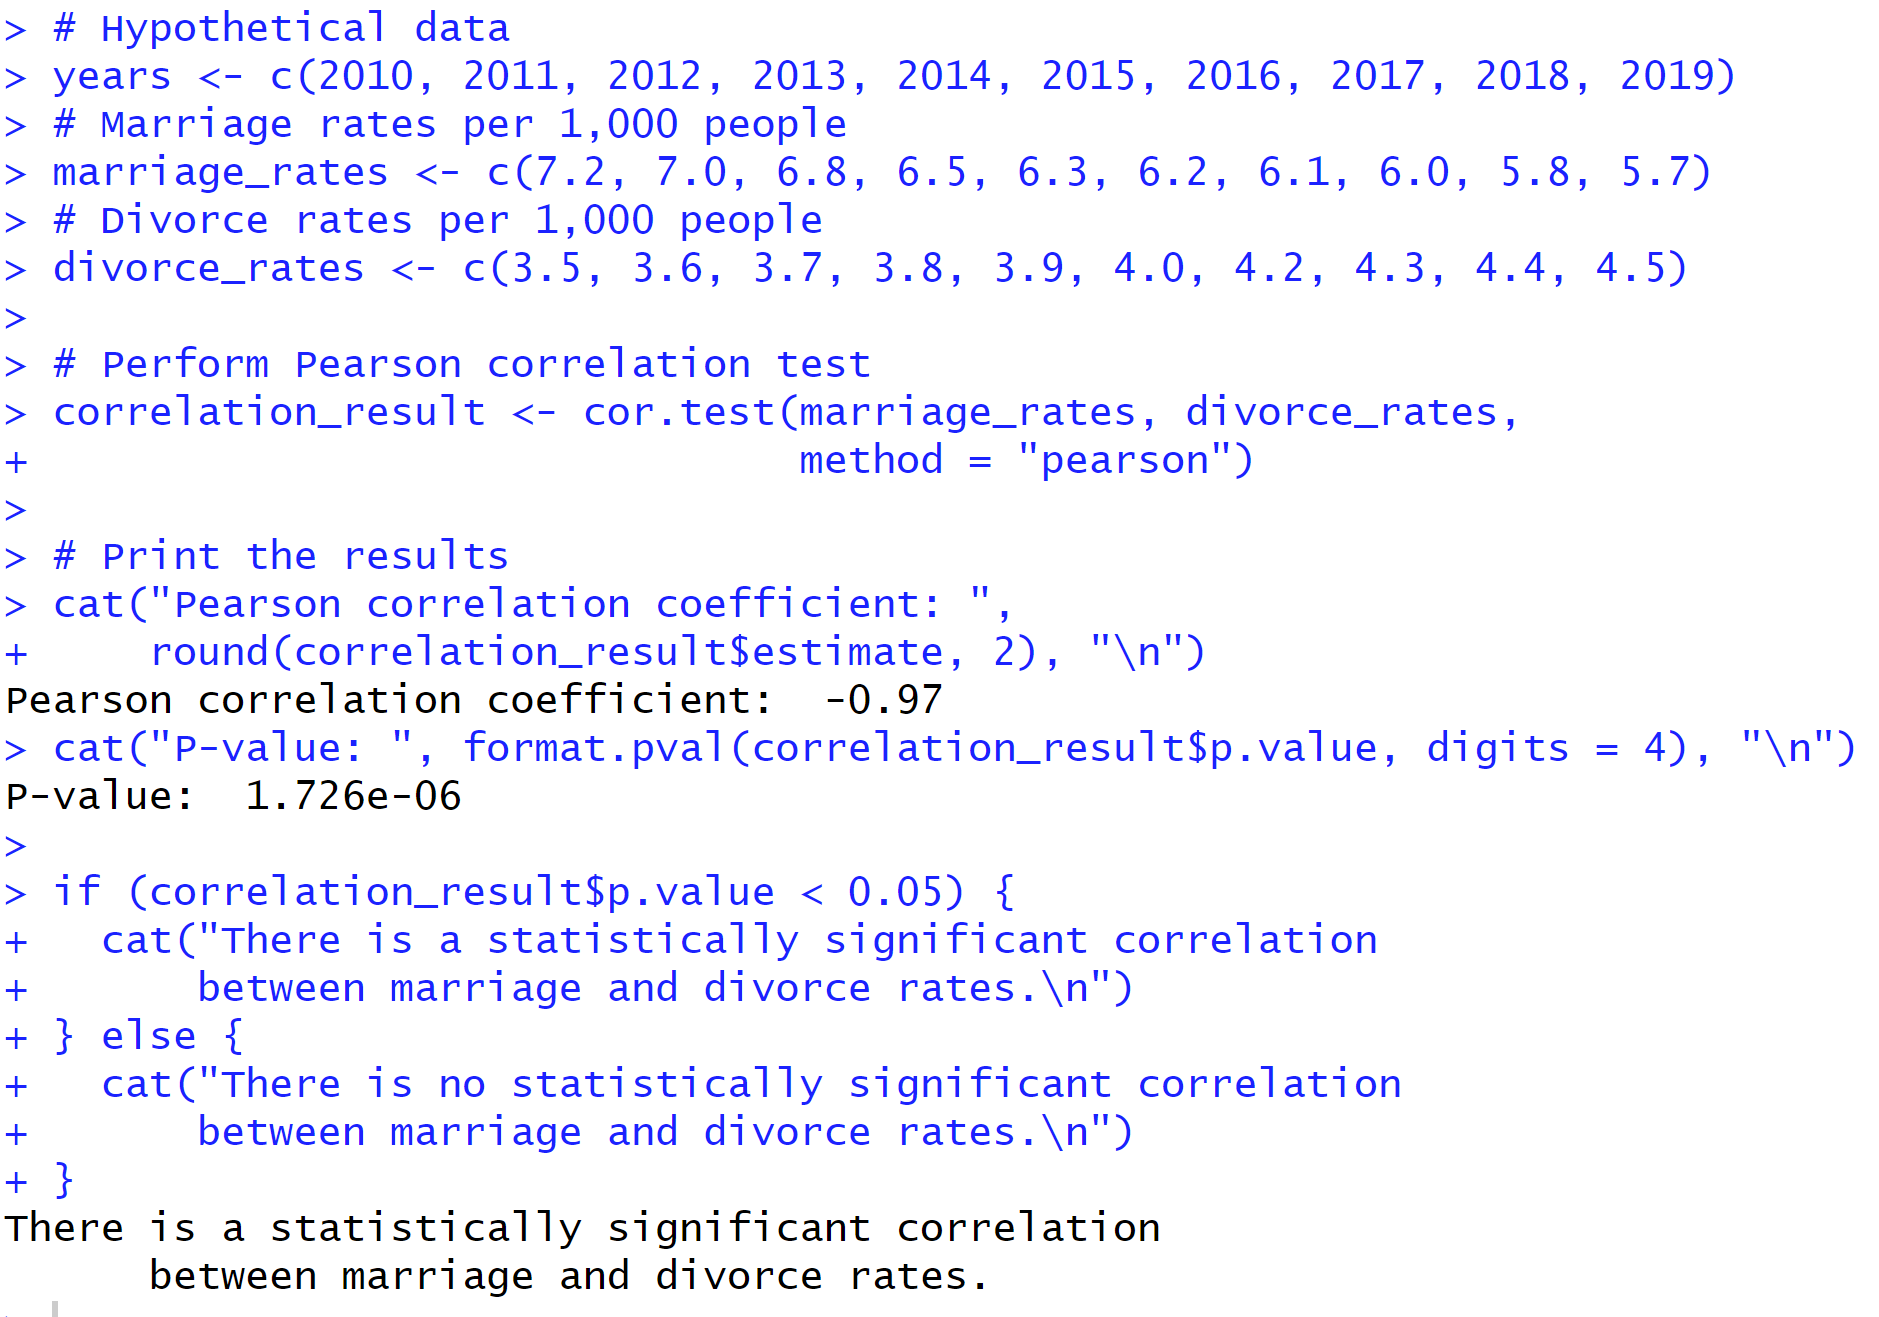 > # Hypothetical data
> years <- c(2010, 2011, 2012, 2013, 2014, 2015, 2016, 2017, 2018, 2019)
> # Marriage rates per 1,000 people
> marriage_rates <- c(7.2, 7.0, 6.8, 6.5, 6.3, 6.2, 6.1, 6.0, 5.8, 5.7)
> # Divorce rates per 1,000 people
> divorce_rates <- c(3.5, 3.6, 3.7, 3.8, 3.9, 4.0, 4.2, 4.3, 4.4, 4.5)
>
> # Perform Pearson correlation test
> correlation_result <- cor.test(marriage_rates, divorce_rates,
+                                method = "pearson")
>
> # Print the results
> cat("Pearson correlation coefficient: ",
+     round(correlation_result$estimate, 2), "\n")
Pearson correlation coefficient:  -0.97
> cat("P-value: ", format.pval(correlation_result$p.value, digits = 4), "\n")
P-value:  1.726e-06
>
> if (correlation_result$p.value < 0.05) {
+   cat("There is a statistically significant correlation
+       between marriage and divorce rates.\n")
+ } else {
+   cat("There is no statistically significant correlation
+       between marriage and divorce rates.\n")
+ }
There is a statistically significant correlation
      between marriage and divorce rates.